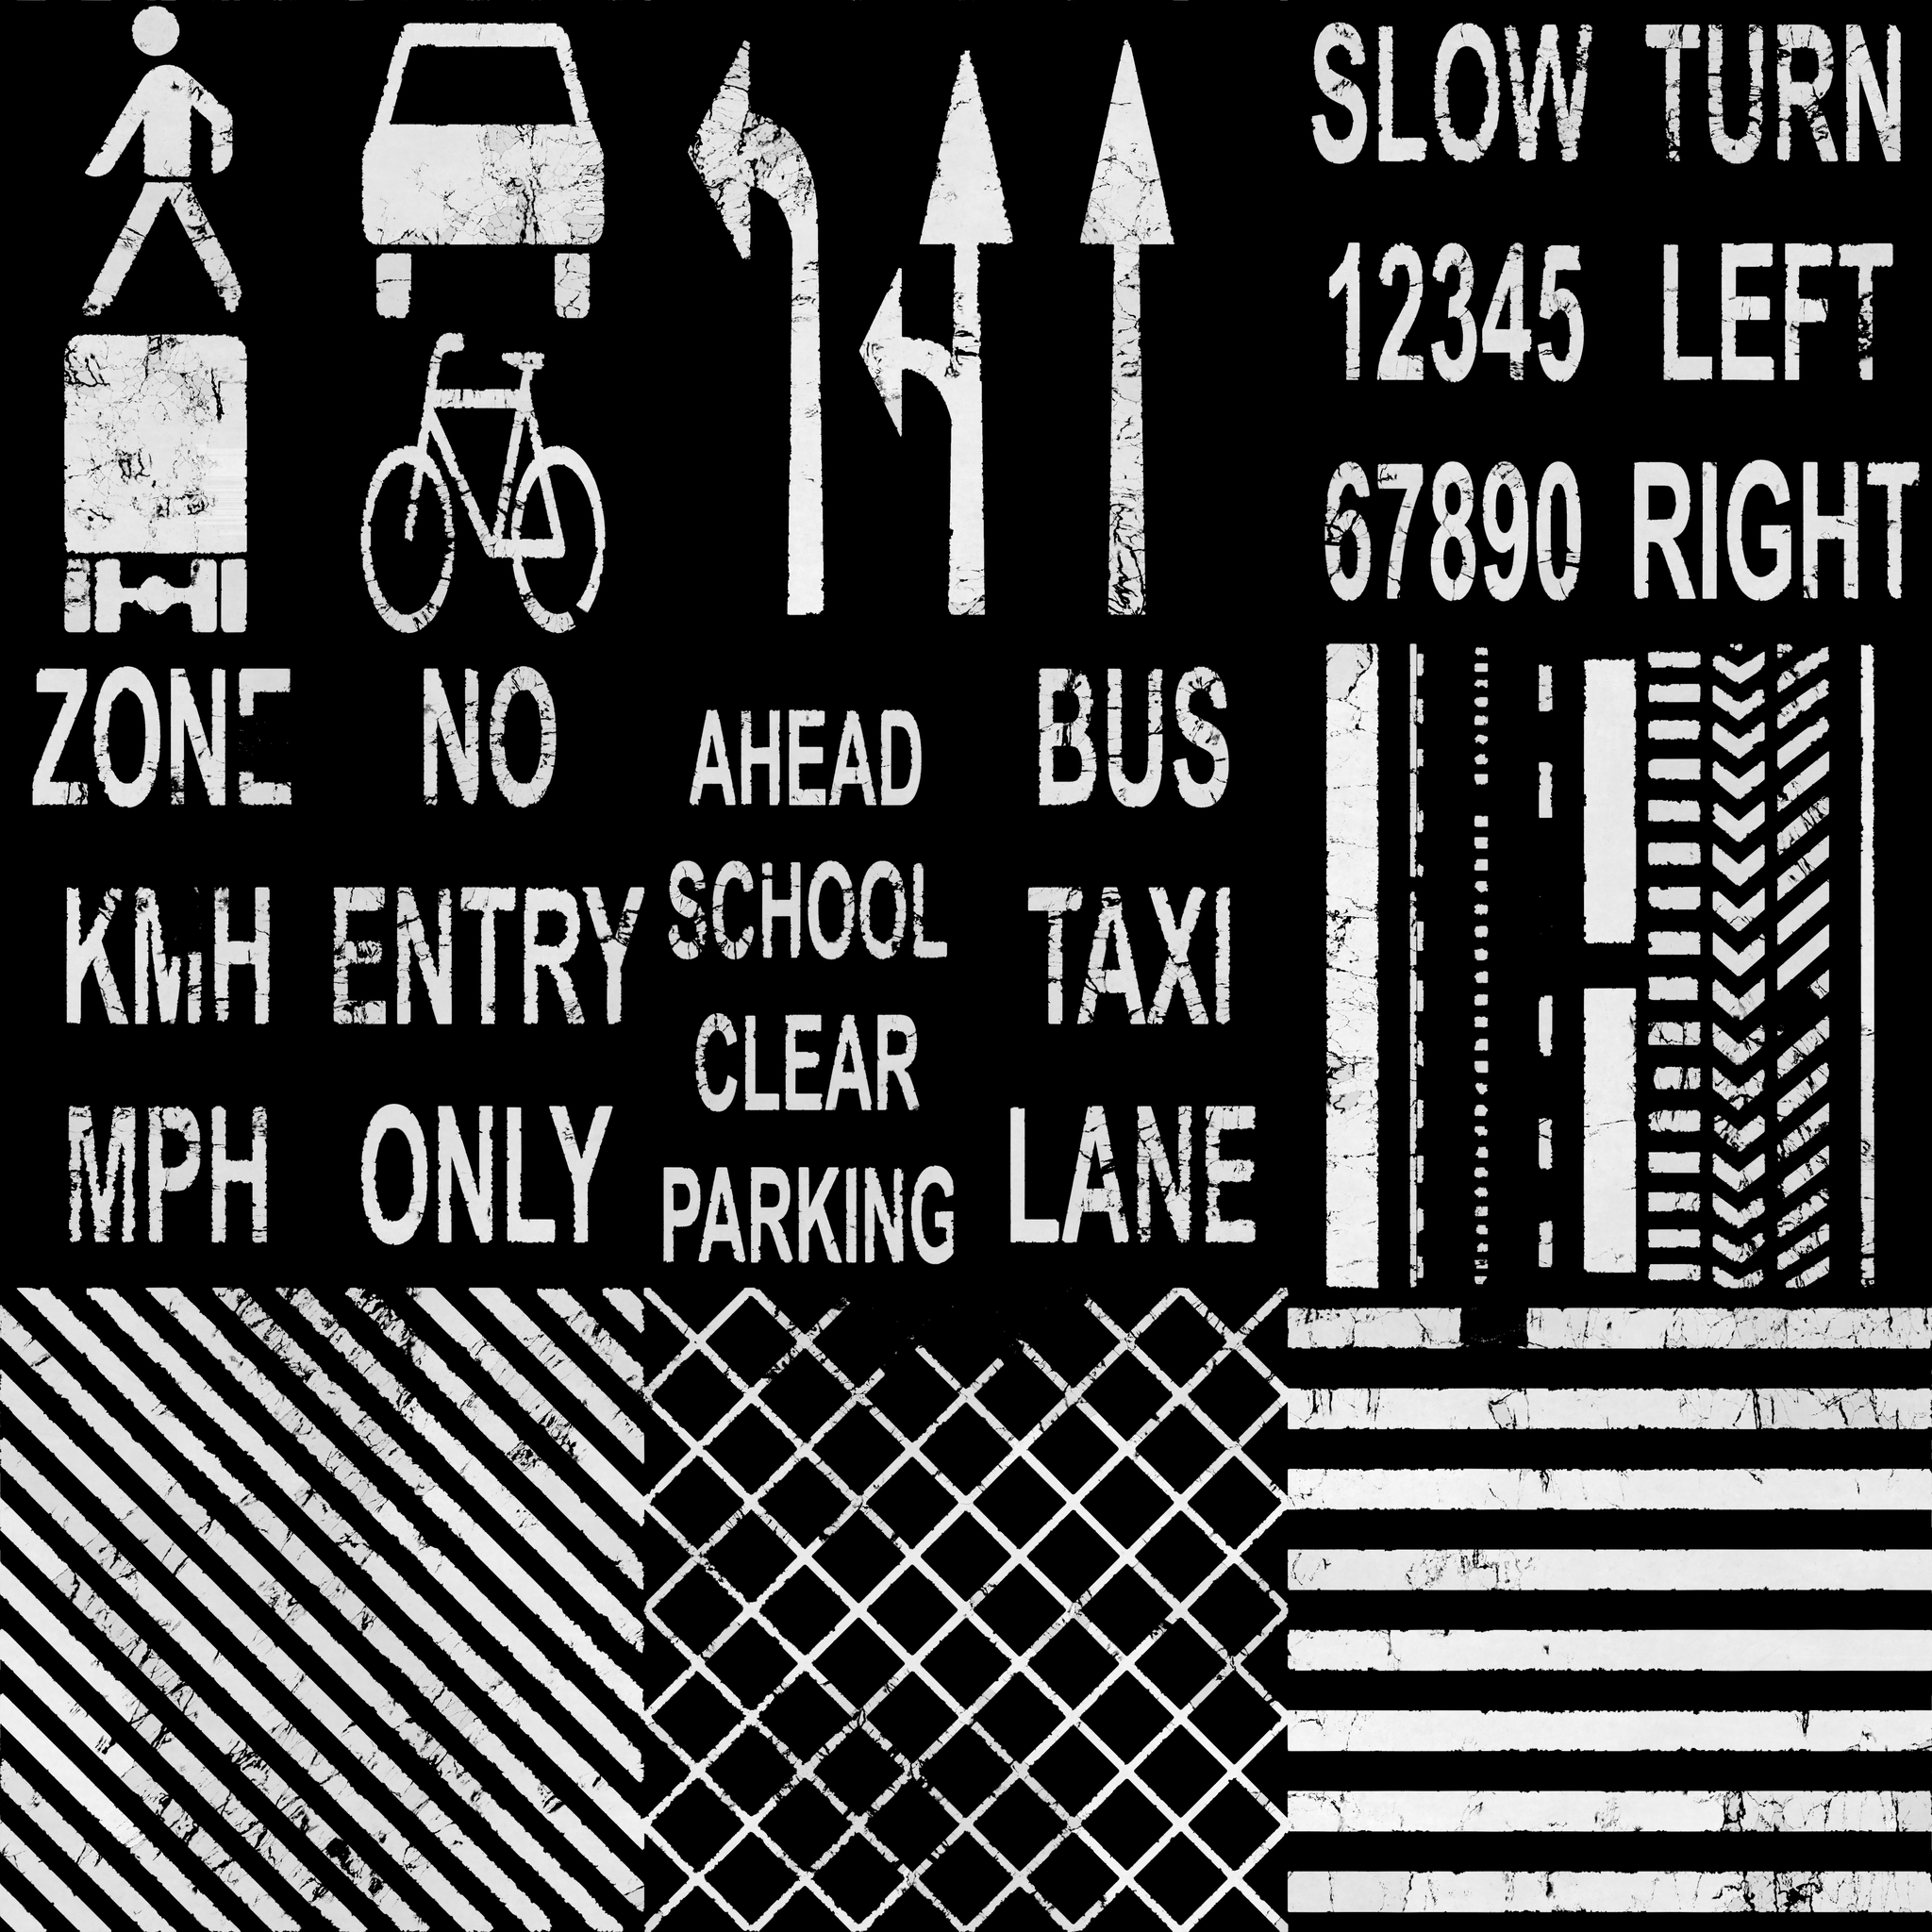 SLOW TURN
12345 LEFT
67890 RIGHT
ZONE NO AHEAD BUS
KMH ENTRY SCHOOL TAXI
CLEAR
MPH ONLY PARKING LANE